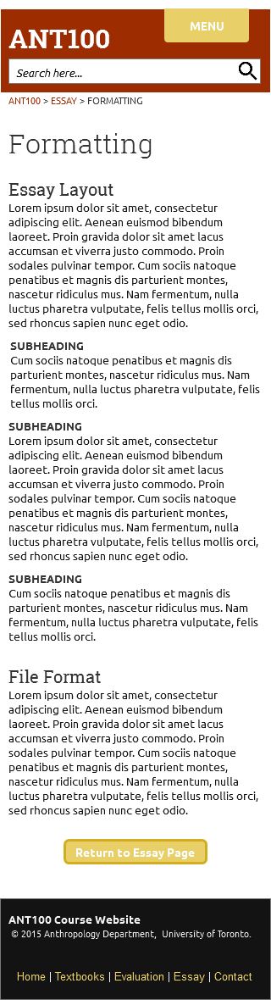 MENU
ANT100
Search here...
ANT100 > ESSAY > FORMATTING
Formatting
Essay Layout
Lorem ipsum dolor sit amet, consectetur
adipiscing elit. Aenean euismod bibendum
laoreet. Proin gravida dolor sit amet lacus
accumsan et viverra justo commodo. Proin
sodales pulvinar tempor. Cum sociis natoque
penatibus et magnis dis parturient montes,
nascetur ridiculus mus. Nam fermentum, nulla
luctus pharetra vulputate, felis tellus mollis orci,
sed rhoncus sapien nunc eget odio.
SUBHEADING
Cum sociis natoque penatibus et magnis dis
parturient montes, nascetur ridiculus mus. Nam
fermentum, nulla luctus pharetra vulputate, felis
tellus mollis orci.
SUBHEADING
Lorem ipsum dolor sit amet, consectetur
adipiscing elit. Aenean euismod bibendum
laoreet. Proin gravida dolor sit amet lacus
accumsan et viverra justo commodo. Proin
sodales pulvinar tempor. Cum sociis natoque
penatibus et magnis dis parturient montes,
nascetur ridiculus mus. Nam fermentum, nulla
luctus pharetra vulputate, felis tellus mollis orci,
sed rhoncus sapien nunc eget odio.
SUBHEADING
Cum sociis natoque penatibus et magnis dis
parturient montes, nascetur ridiculus mus. Nam
fermentum, nulla luctus pharetra vulputate, felis
tellus mollis orci.
File Format
Lorem ipsum dolor sit amet, consectetur
adipiscing elit. Aenean euismod bibendum
laoreet. Proin gravida dolor sit amet lacus
accumsan et viverra justo commodo. Proin
sodales pulvinar tempor. Cum sociis natoque
penatibus et magnis dis parturient montes,
nascetur ridiculus mus. Nam fermentum, nulla
luctus pharetra vulputate, felis tellus mollis orci,
sed rhoncus sapien nunc eget odio.
Return to Essay Page
ANT100 Course Website
© 2015 Anthropology Department, University of Toronto.
Home | Textbooks | Evaluation | Essay | Contact